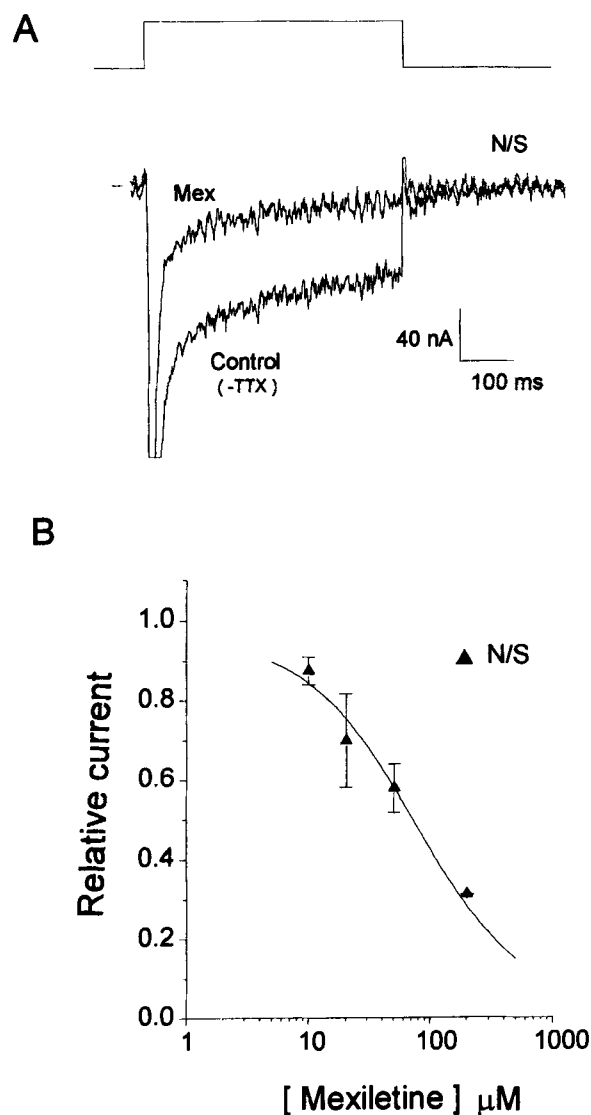 A
N/S
Mex
Control
(-TTX)
40 nA
100 ms
B
1.0
0.8
0.6
0.4
0.2
0.0
Relative current
▲ N/S
1 10 100 1000
[ Mexiletine ] μM